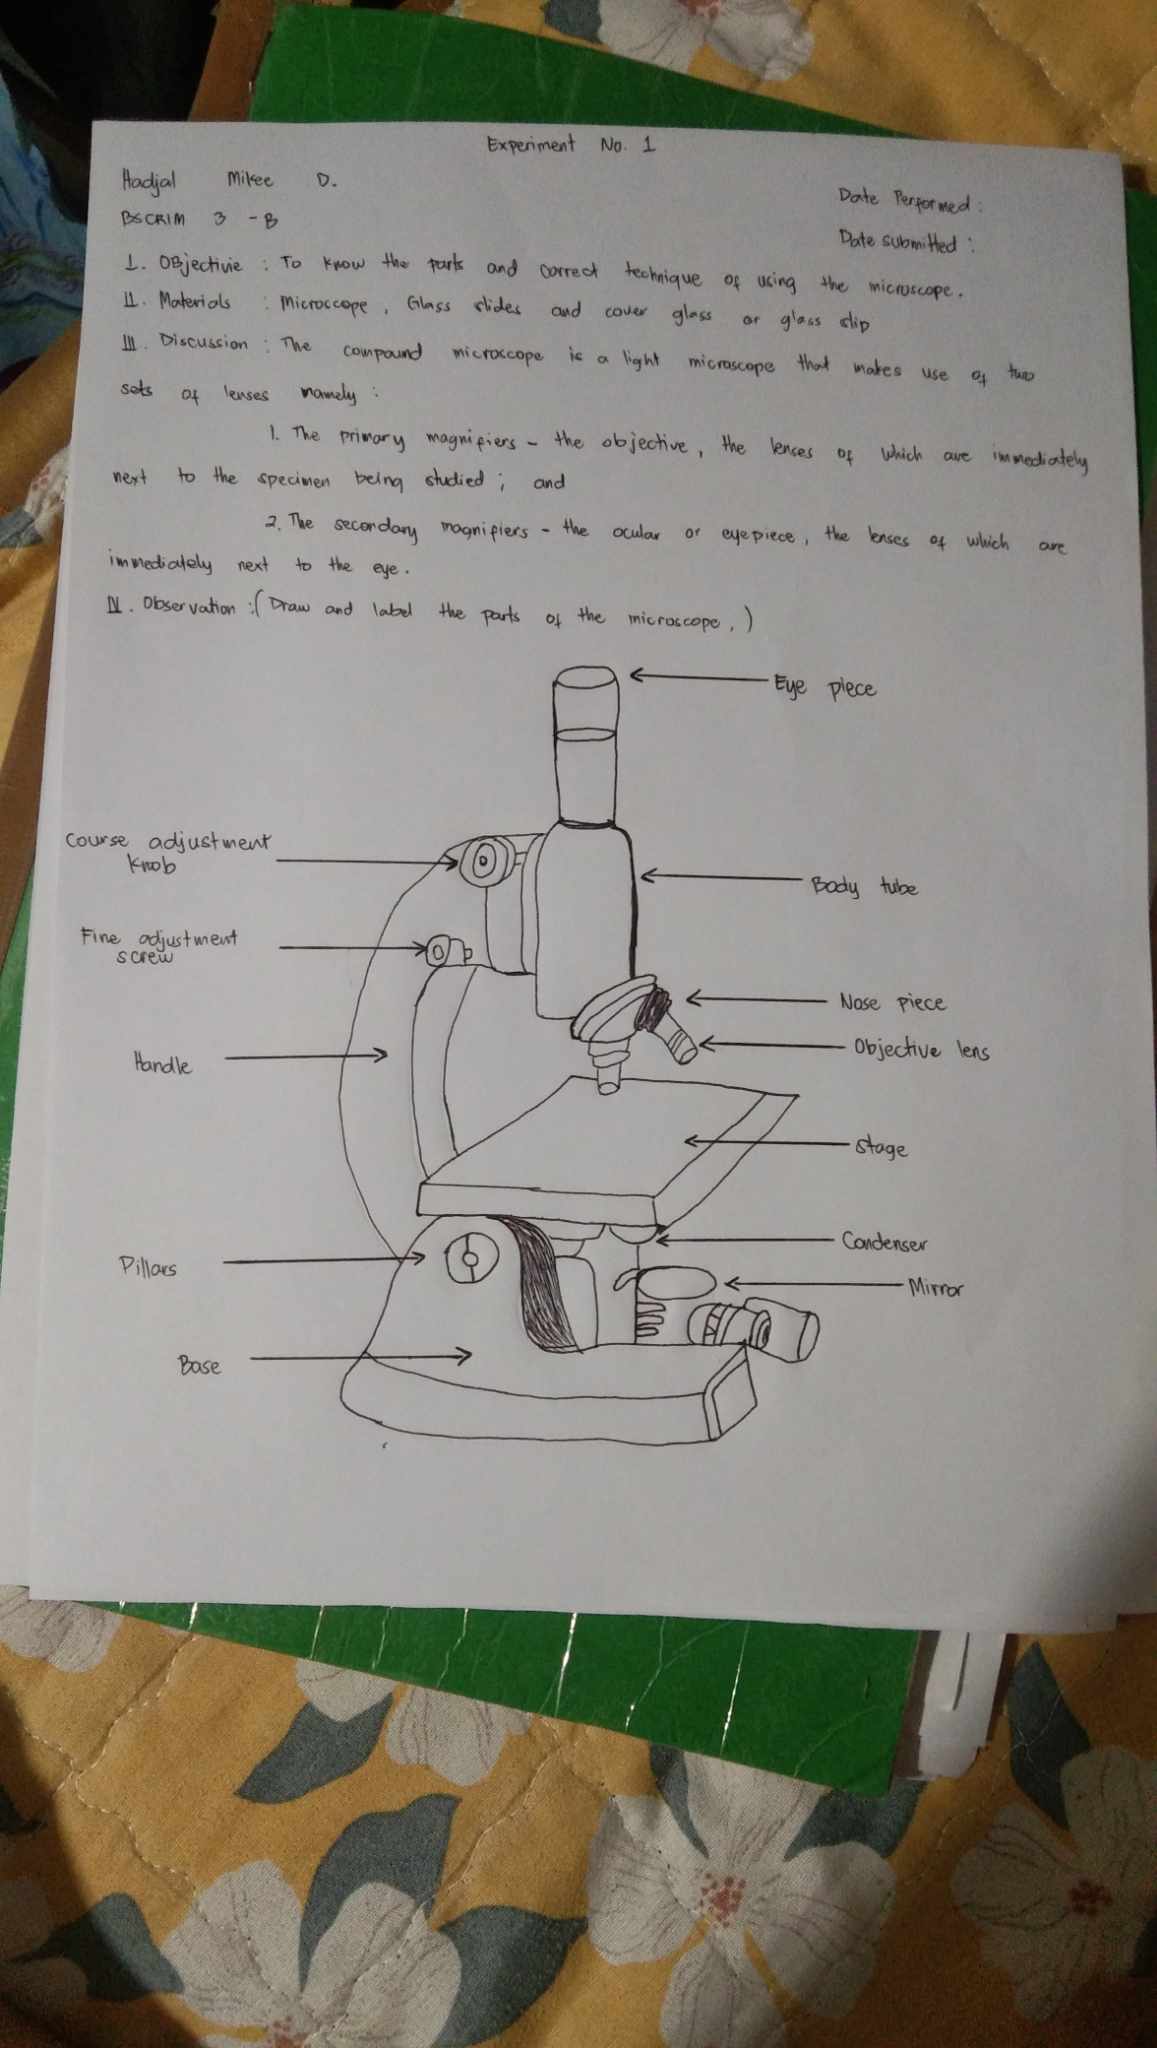 Experiment No. 1
Hadjal Mikee D.
Date Performed :
BSCRIM 3 - B
Date submitted :
I. Objectivie : To know the parts and correct technique of using the microscope.
II. Materials : Microscope, Glass slides and cover glass or glass slip
III. Discussion : The compound microscope is a light microscope that makes use of two
sets of lenses namely :
1. The primary magnifiers - the objective, the lenses of which are immediately
next to the specimen being studied ; and
2. The secondary magnifiers - the ocular or eyepiece, the lenses of which are
immediately next to the eye.
IV. Observation :( Draw and label the parts of the microscope. )
Eye piece
Course adjustment
knob
Body tube
Fine adjustment
screw
Nose piece
Objective lens
Handle
Stage
Condenser
Pillars
Mirror
Base